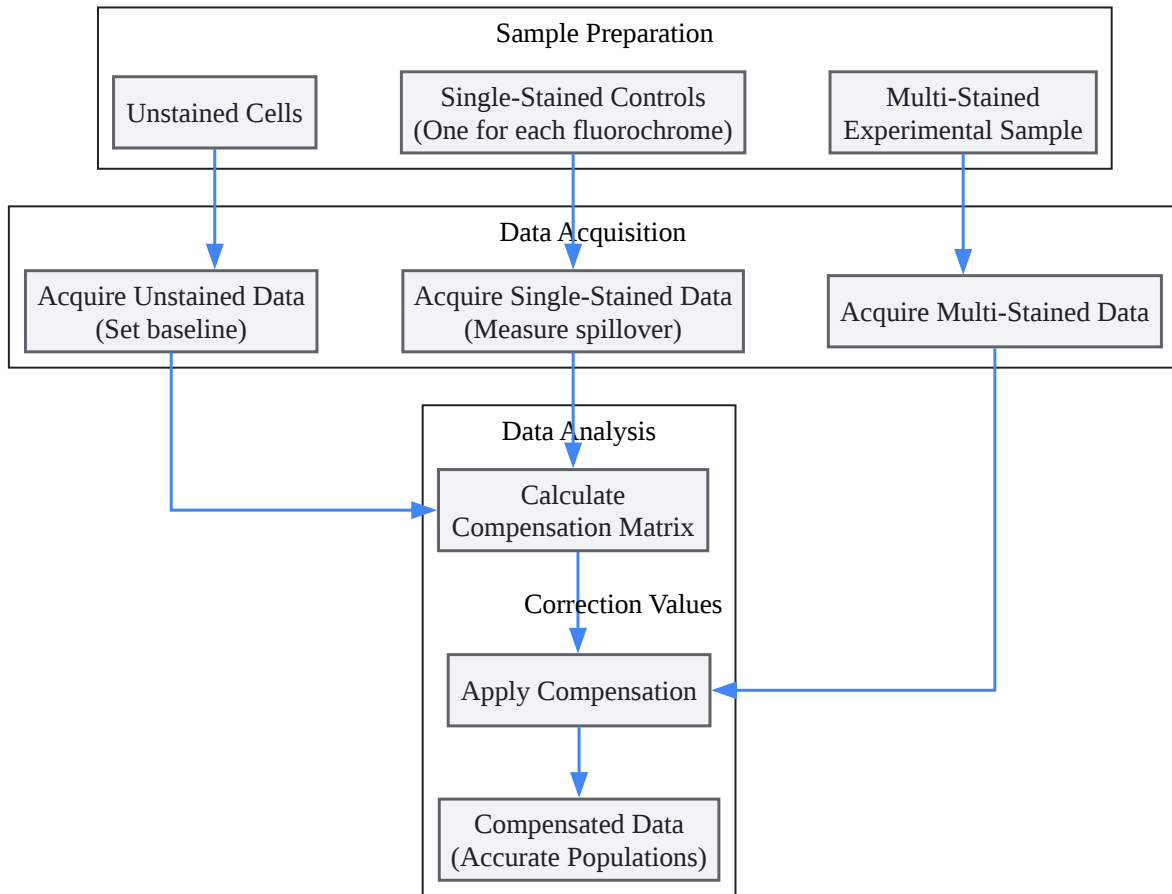 Sample Preparation
Unstained Cells
Single-Stained Controls
(One for each fluorochrome)
Multi-Stained
Experimental Sample
Data Acquisition
Acquire Unstained Data
(Set baseline)
Acquire Single-Stained Data
(Measure spillover)
Acquire Multi-Stained Data
Data Analysis
Calculate
Compensation Matrix
Correction Values
Apply Compensation
Compensated Data
(Accurate Populations)